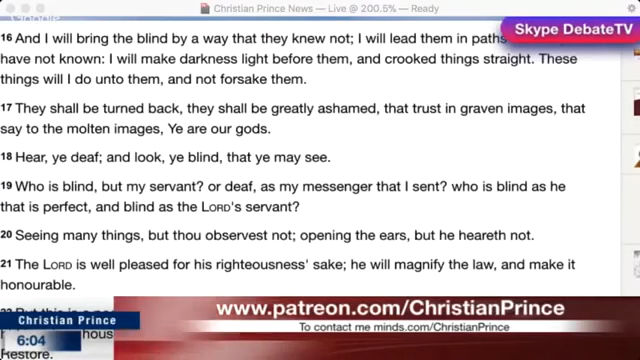 Christian Prince News — Live @ 200.5% — Ready
Skype DebateTV
16 And I will bring the blind by a way that they knew not; I will lead them in paths
have not known: I will make darkness light before them, and crooked things straight. These
things will I do unto them, and not forsake them.
17 They shall be turned back, they shall be greatly ashamed, that trust in graven images, that
say to the molten images, Ye are our gods.
18 Hear, ye deaf; and look, ye blind, that ye may see.
19 Who is blind, but my servant? or deaf, as my messenger that I sent? who is blind as he
that is perfect, and blind as the LORD's servant?
20 Seeing many things, but thou observest not; opening the ears, but he heareth not.
21 The LORD is well pleased for his righteousness' sake; he will magnify the law, and make it
honourable.
www.patreon.com/ChristianPrince
Christian Prince
To contact me minds.com/ChristianPrince
6:04
Restore.